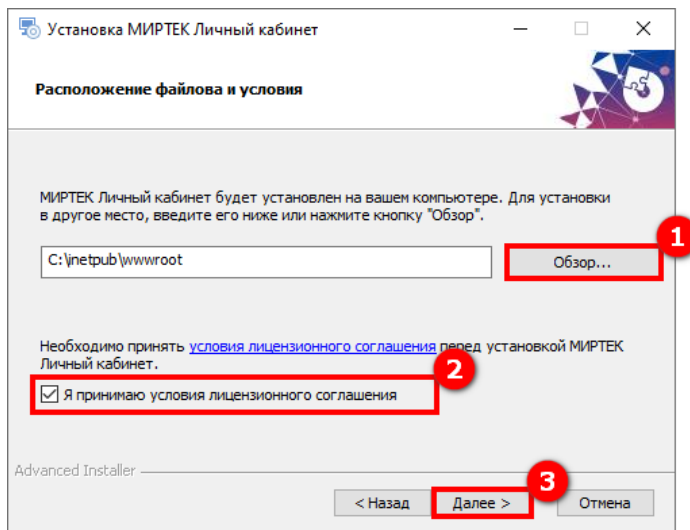 Установка МИРТЕК Личный кабинет
Расположение файлова и условия
МИРТЕК Личный кабинет будет установлен на вашем компьютере. Для установки
в другое место, введите его ниже или нажмите кнопку "Обзор".
1
C:\inetpub\wwwroot
Обзор...
Необходимо принять условия лицензионного соглашения перед установкой МИРТЕК
Личный кабинет.
2
Я принимаю условия лицензионного соглашения
Advanced Installer
3
< Назад
Далее >
Отмена